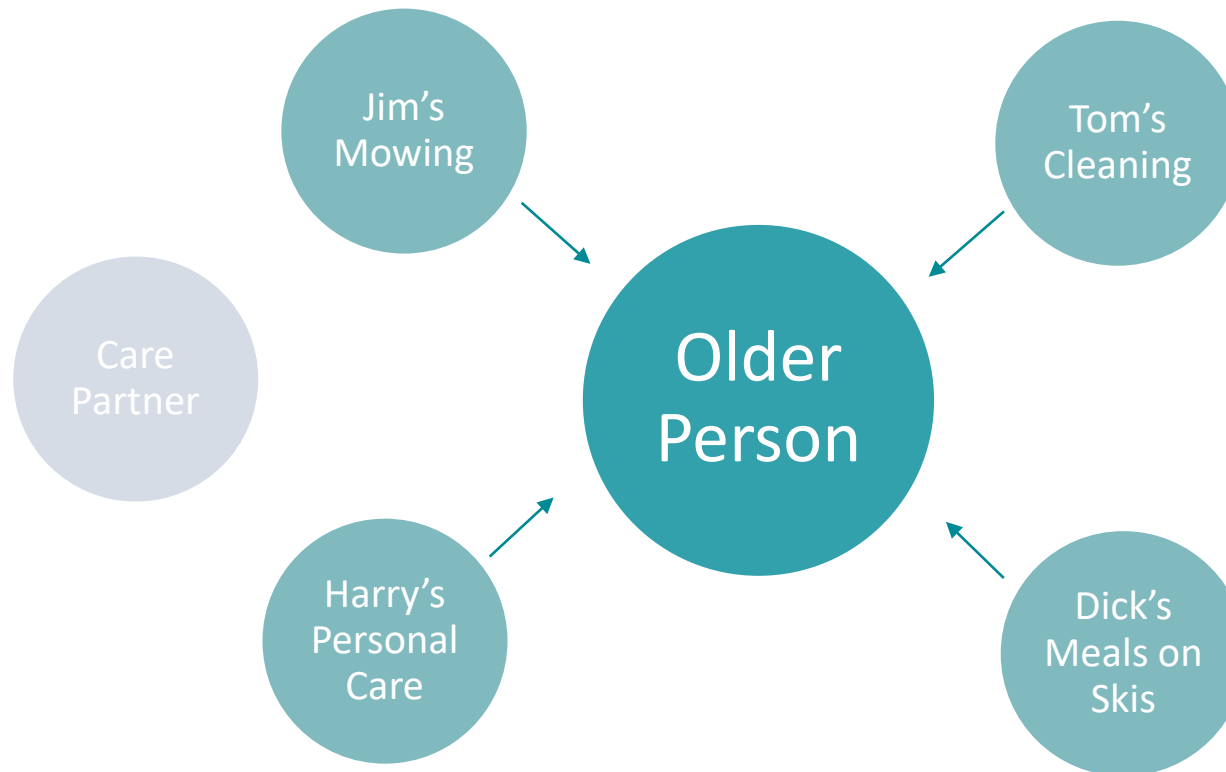 Jim’s
Mowing
Tom’s
Cleaning
Care
Partner
Older
Person
Harry’s
Personal
Care
Dick’s
Meals on
Skis